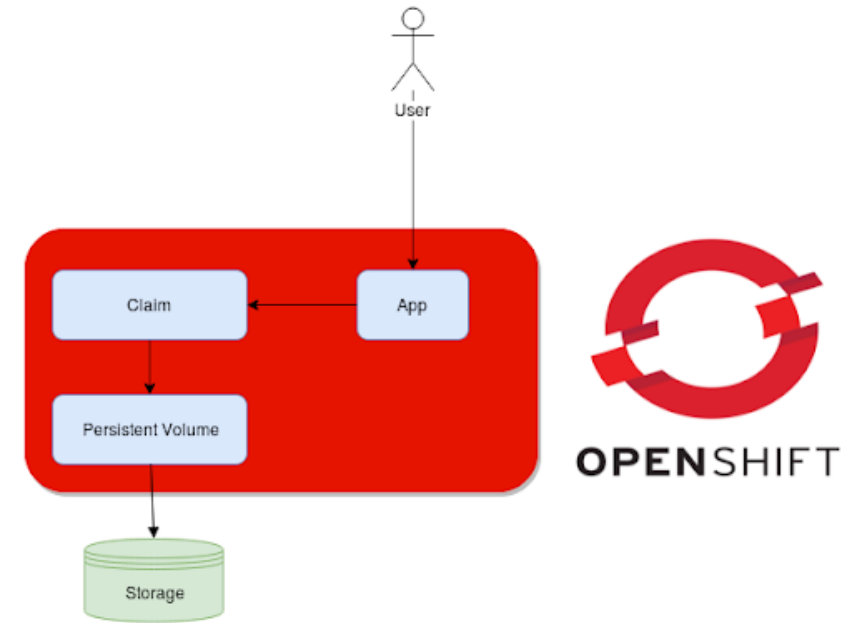 User
Claim
App
Persistent Volume
OPENSHIFT
Storage